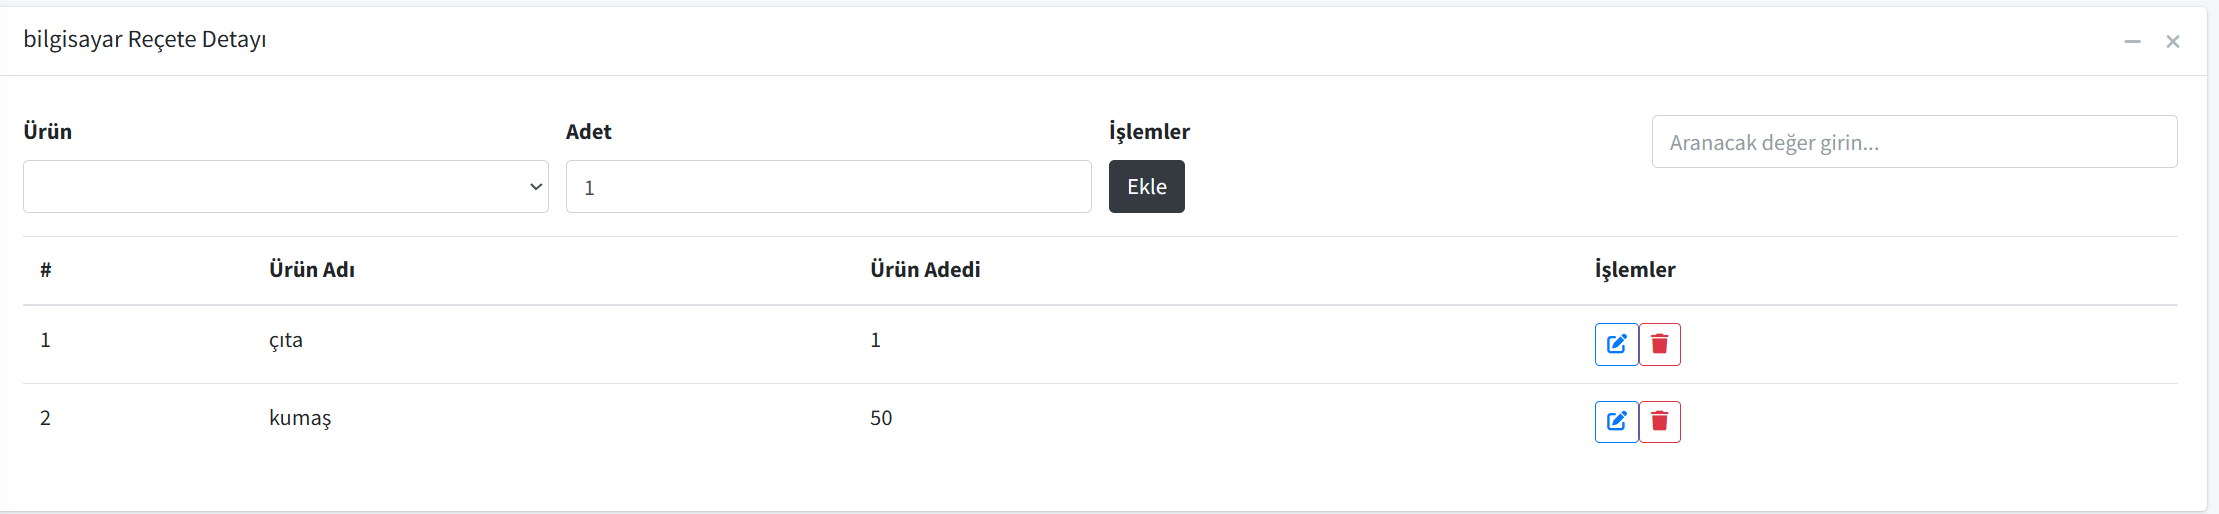 bilgisayar Reçete Detayı
Ürün Adet İşlemler
Aranacak değer girin...
1 Ekle
# Ürün Adı Ürün Adedi İşlemler
1 çıta 1
2 kumaş 50